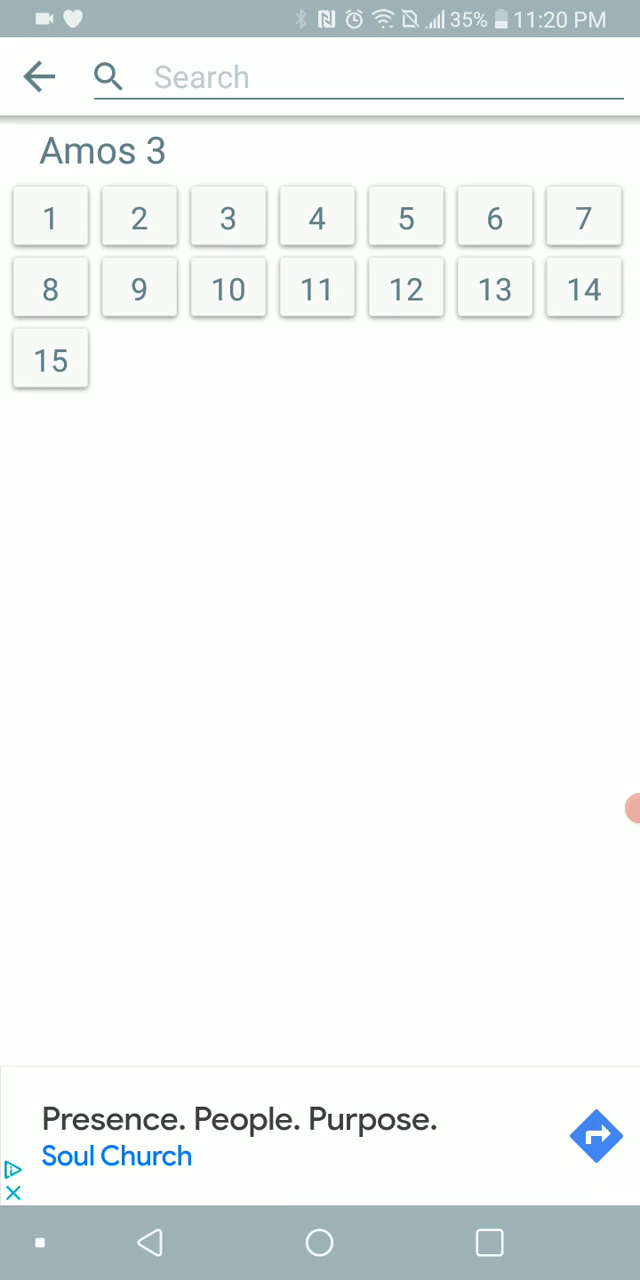 35% 11:20 PM
Search
Amos 3
1 2 3 4 5 6 7
8 9 10 11 12 13 14
15
Presence. People. Purpose.
Soul Church